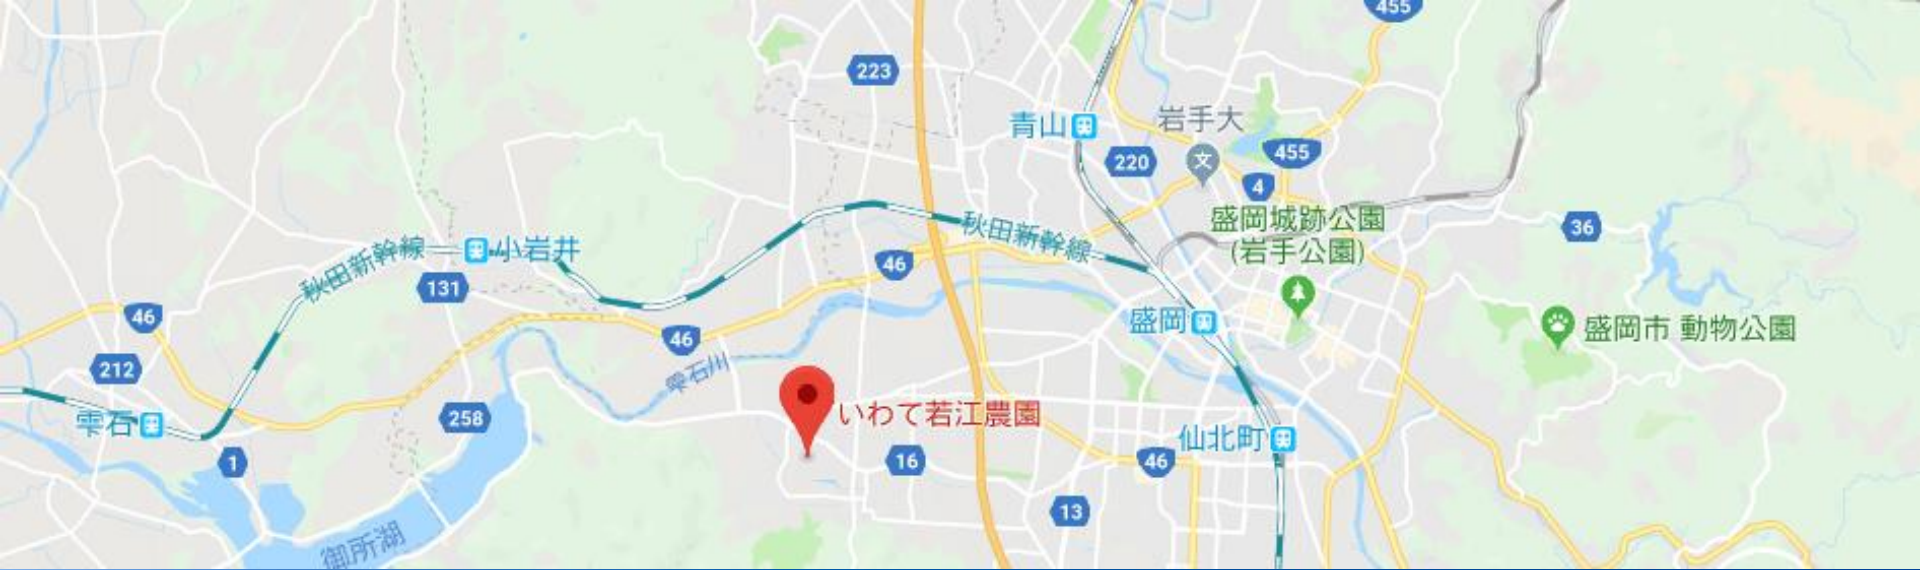 455
223
青山
岩手大
220
455
4
盛岡城跡公園
(岩手公園)
36
秋田新幹線
秋田新幹線
小岩井
46
131
46
盛岡
盛岡市 動物公園
46
212
雫石川
雫石
258
いわて若江農園
仙北町
1
16
46
13
御所湖